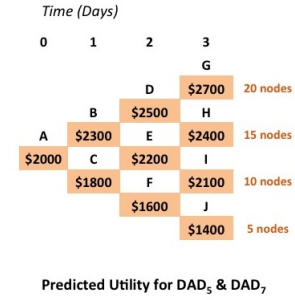 Time (Days)
0 1 2 3
G
D $2700 20 nodes
B $2500 H
A $2300 E $2400 15 nodes
$2000 C $2200 I
$1800 F $2100 10 nodes
$1600 J
$1400 5 nodes
Predicted Utility for DAD5 & DAD7